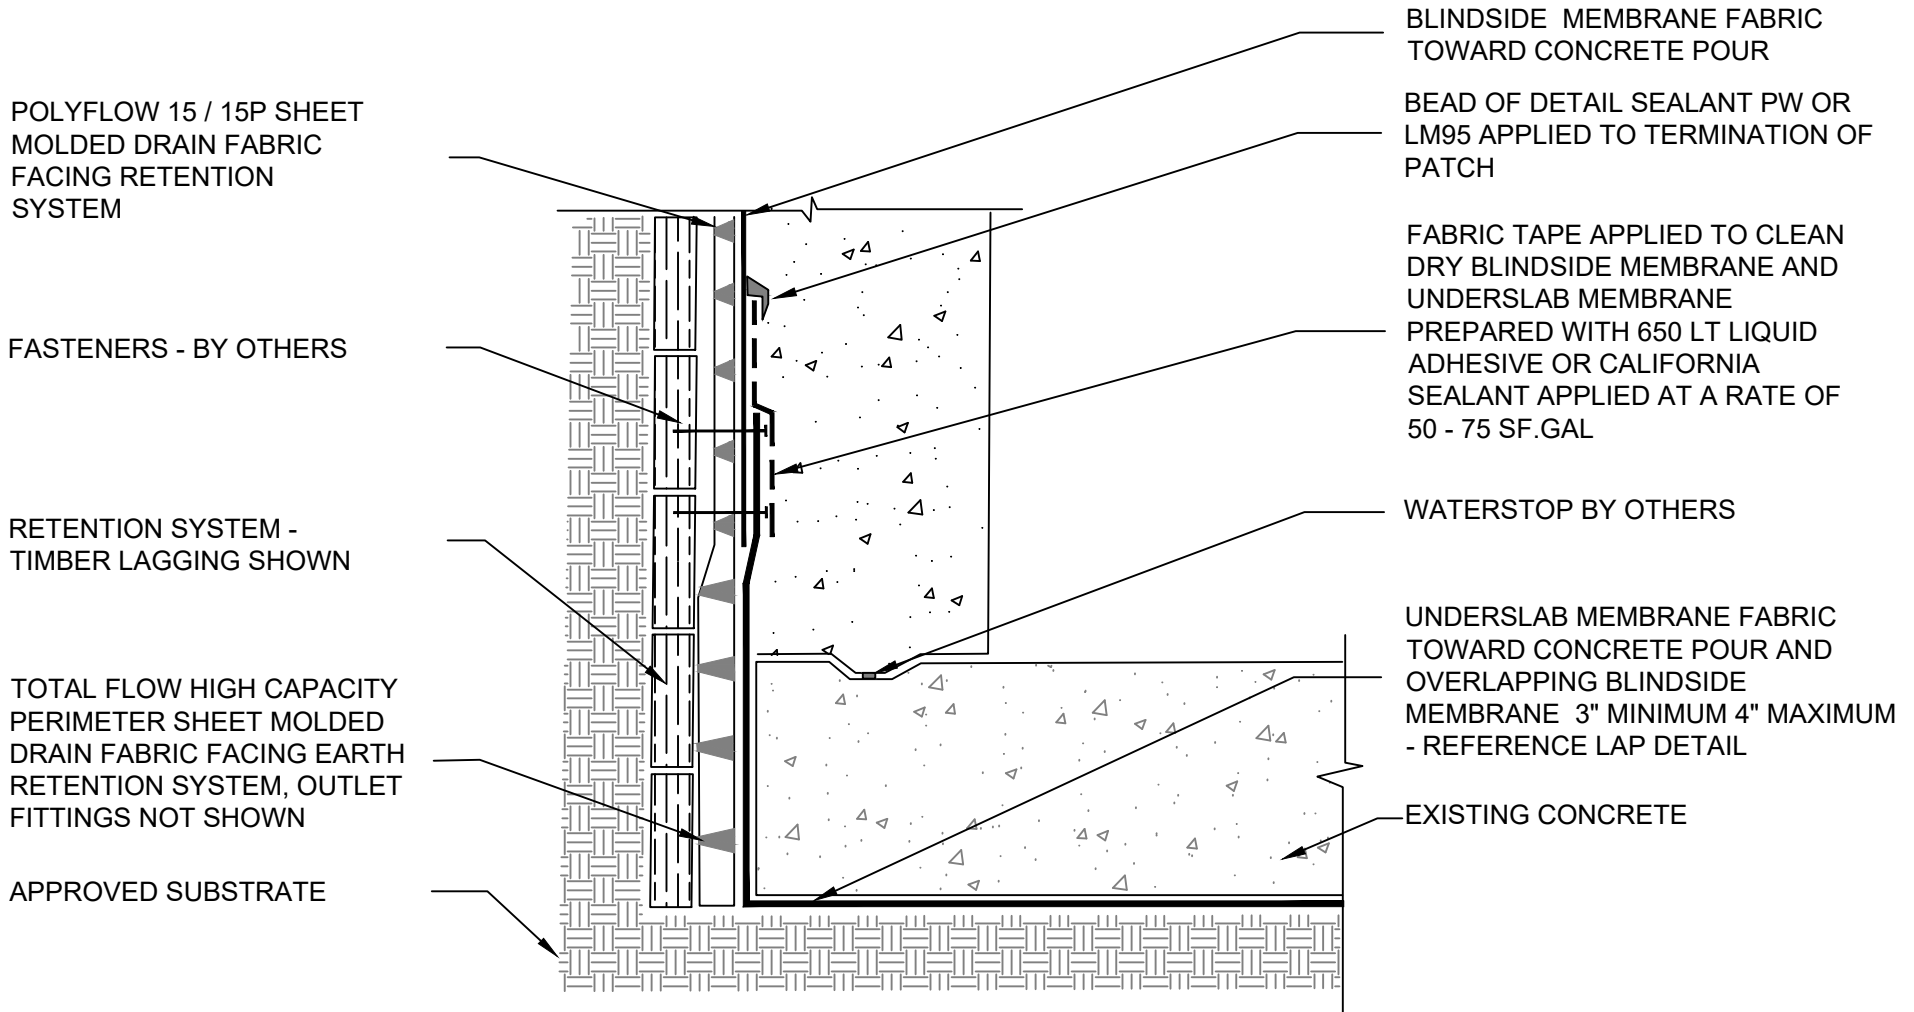 POLYFLOW 15 / 15P SHEET
MOLDED DRAIN FABRIC
FACING RETENTION
SYSTEM
FASTENERS - BY OTHERS
RETENTION SYSTEM -
TIMBER LAGGING SHOWN
TOTAL FLOW HIGH CAPACITY
PERIMETER SHEET MOLDED
DRAIN FABRIC FACING EARTH
RETENTION SYSTEM, OUTLET
FITTINGS NOT SHOWN
APPROVED SUBSTRATE
BLINDSIDE  MEMBRANE FABRIC
TOWARD CONCRETE POUR
BEAD OF DETAIL SEALANT PW OR
LM95 APPLIED TO TERMINATION OF
PATCH
FABRIC TAPE APPLIED TO CLEAN
DRY BLINDSIDE MEMBRANE AND
UNDERSLAB MEMBRANE
PREPARED WITH 650 LT LIQUID
ADHESIVE OR CALIFORNIA
SEALANT APPLIED AT A RATE OF
50 - 75 SF.GAL
WATERSTOP BY OTHERS
UNDERSLAB MEMBRANE FABRIC
TOWARD CONCRETE POUR AND
OVERLAPPING BLINDSIDE
MEMBRANE  3" MINIMUM 4" MAXIMUM
- REFERENCE LAP DETAIL
EXISTING CONCRETE